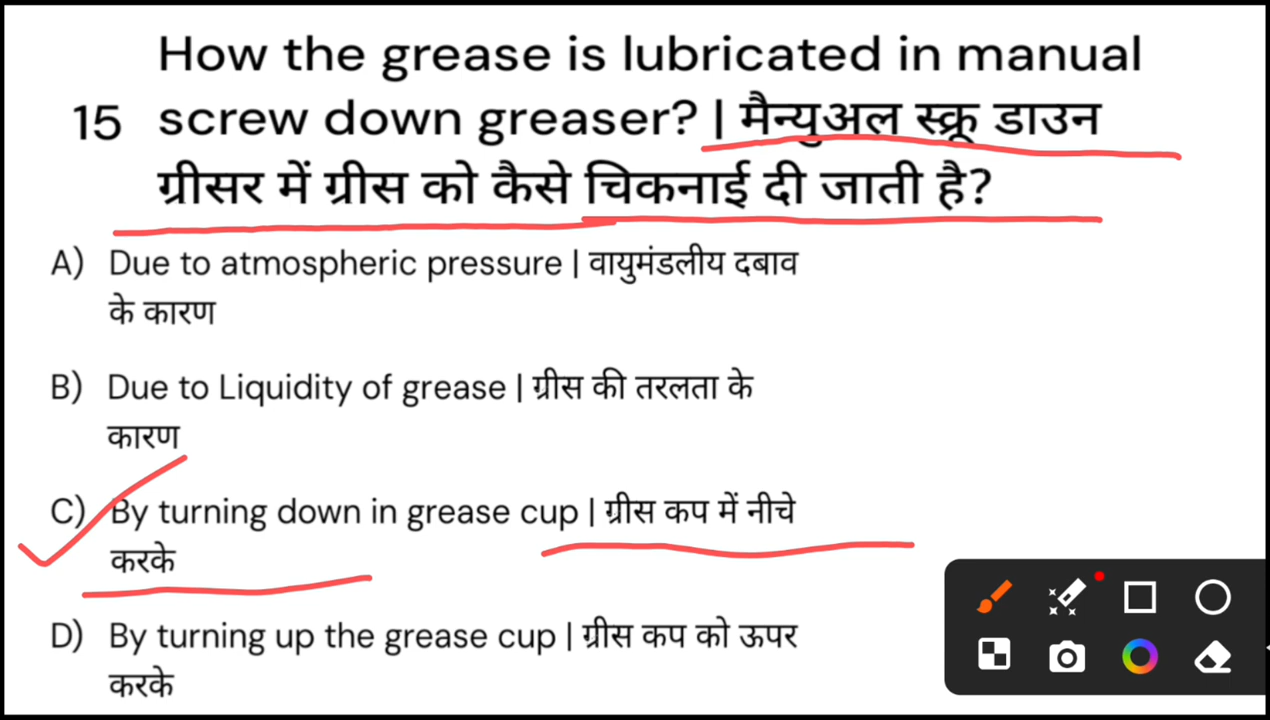 How the grease is lubricated in manual
15 screw down greaser? | मैन्युअल स्क्रू डाउन
ग्रीसर में ग्रीस को कैसे चिकनाई दी जाती है?
A) Due to atmospheric pressure | वायुमंडलीय दबाव
के कारण
B) Due to Liquidity of grease | ग्रीस की तरलता के
कारण
C) By turning down in grease cup | ग्रीस कप में नीचे
करके
D) By turning up the grease cup | ग्रीस कप को ऊपर
करके